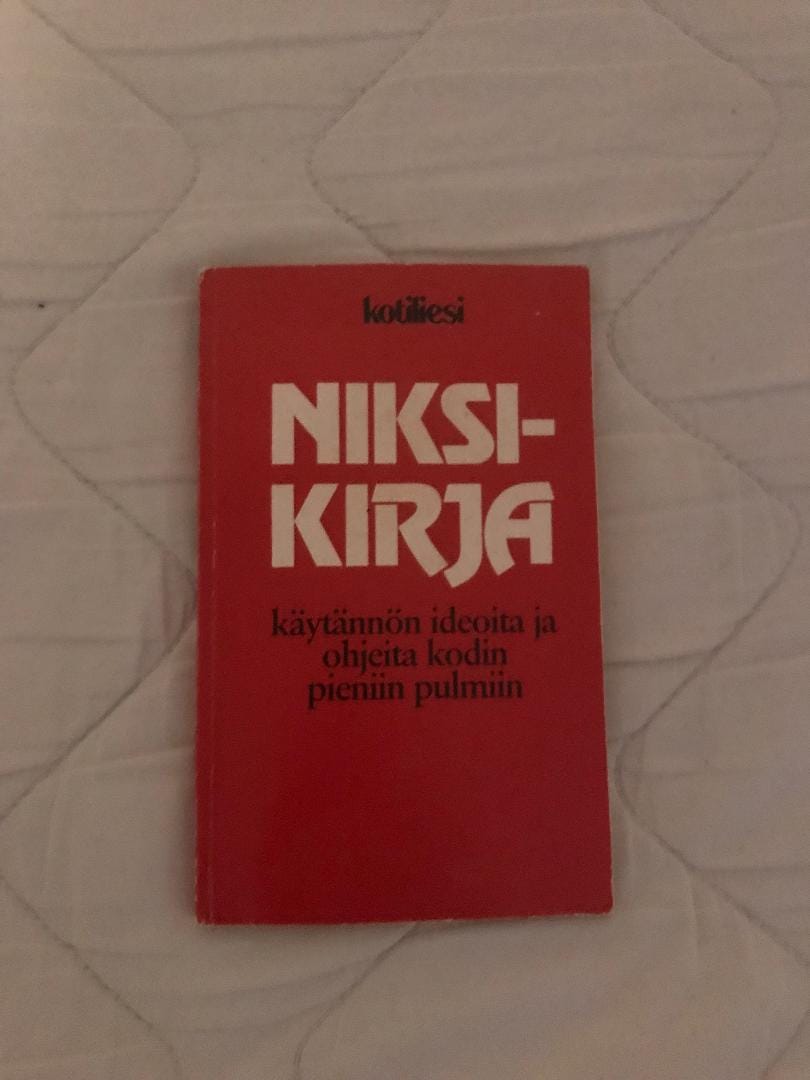 kotiliesi
NIKSI-
KIRJA
käytännön ideoita ja
ohjeita kodin
pieniin pulmiin